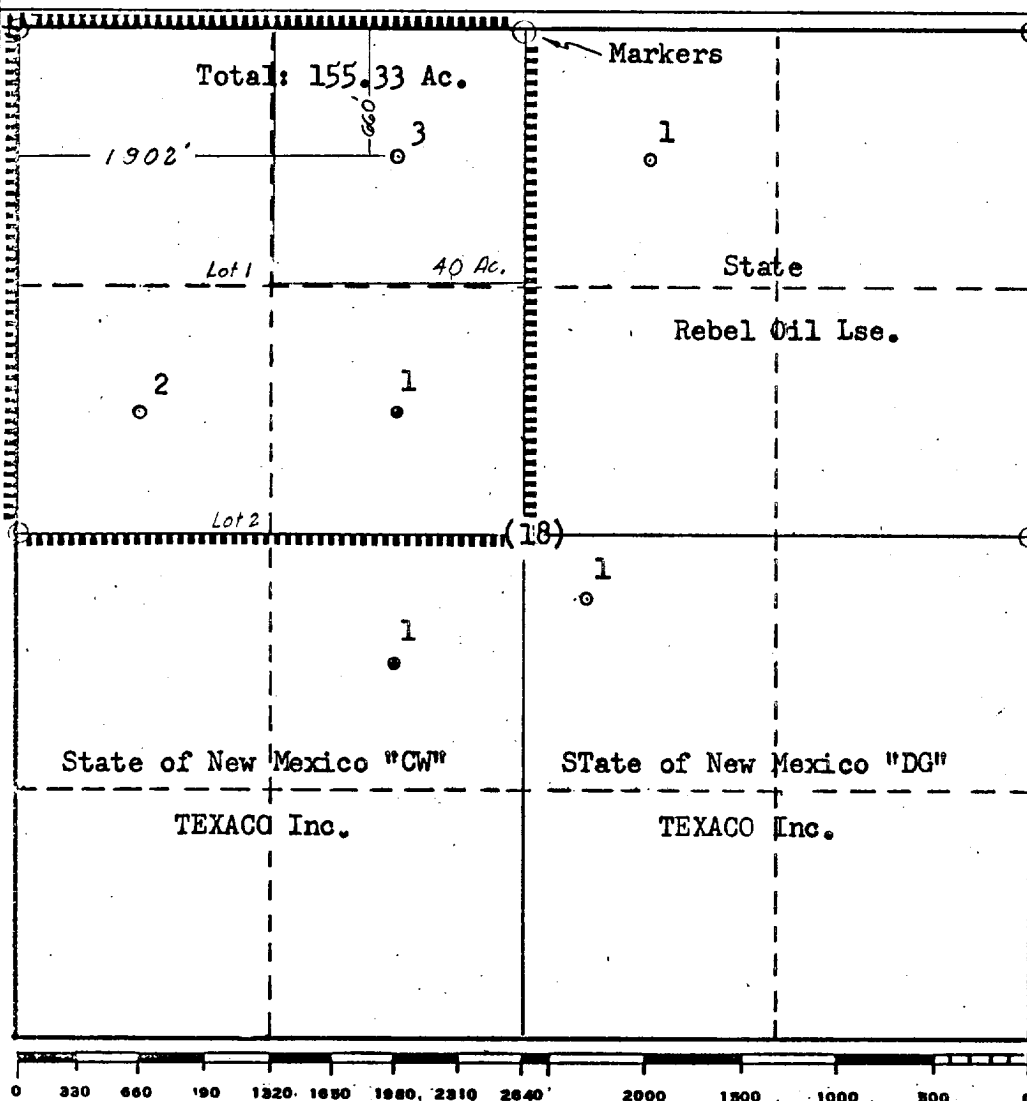 Markers
Total: 155.33 Ac.
660'
3
1902'
1
Lot 1
40 Ac.
State
Rebel Oil Lse.
2
1
Lot 2
(18)
1
1
State of New Mexico "CW"
STate of New Mexico "DG"
TEXACO Inc.
TEXACO Inc.
0 330 660 '90 1320. 1650 1980, 2310 2640' 2000 1500 1000 500 0